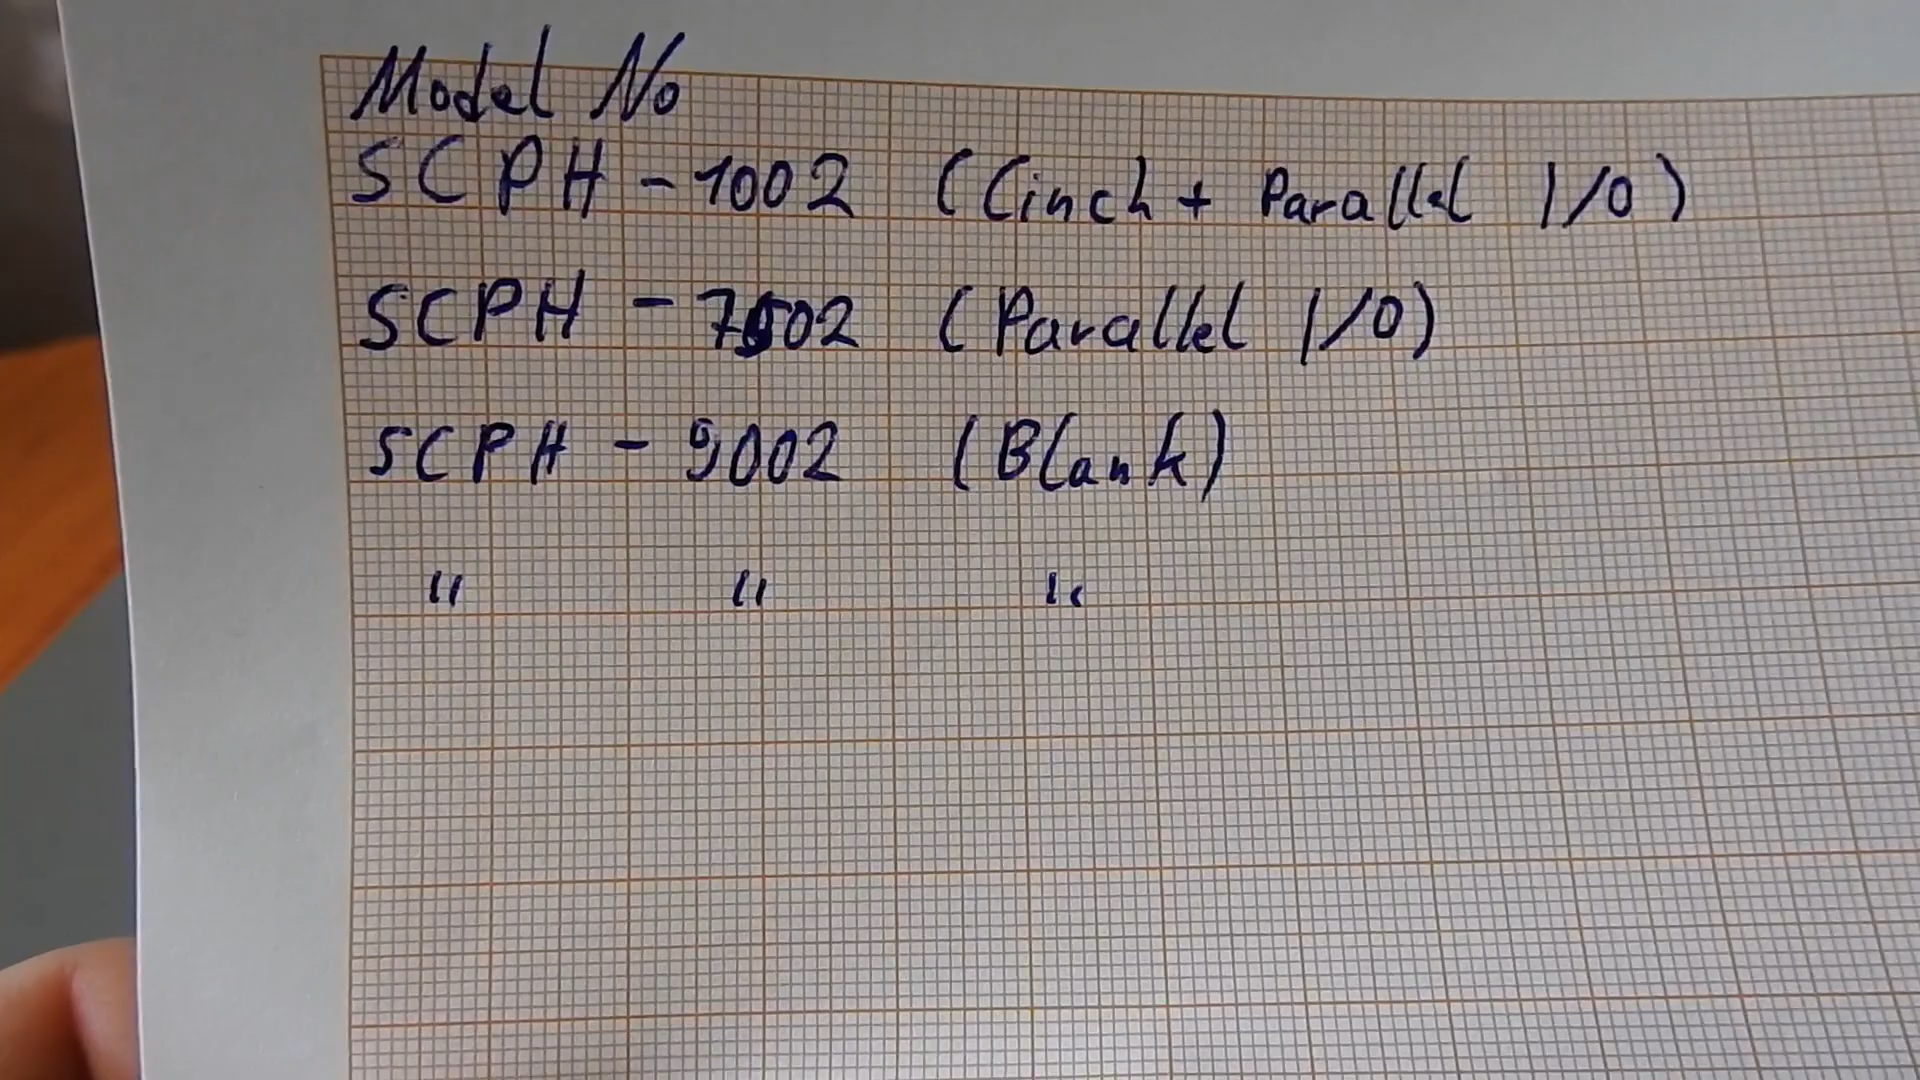 Model No
SCPH - 1002 (Cinch + Parallel I/O)
SCPH - 7502 (Parallel I/O)
SCPH - 9002 (Blank)
" " "